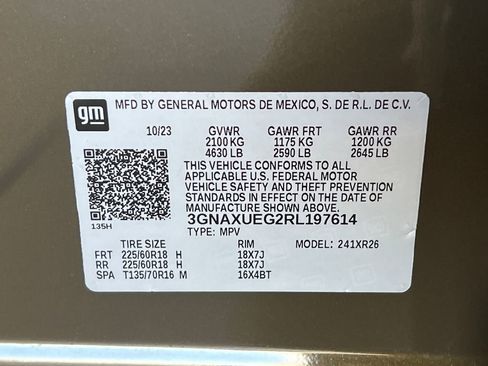 gm
MFD BY GENERAL MOTORS DE MEXICO, S. DE R.L. DE C.V.
10/23 GVWR GAWR FRT GAWR RR
2100 KG 1175 KG 1200 KG
4630 LB 2590 LB 2645 LB
THIS VEHICLE CONFORMS TO ALL
APPLICABLE U.S. FEDERAL MOTOR
VEHICLE SAFETY AND THEFT PREVENTION
STANDARDS IN EFFECT ON THE DATE OF
MANUFACTURE SHOWN ABOVE.
3GNAXUEG2RL197614
135H
TYPE: MPV
TIRE SIZE RIM MODEL: 241XR26
FRT 225/60R18 H 18X7J
RR 225/60R18 H 18X7J
SPA T135/70R16 M 16X4BT